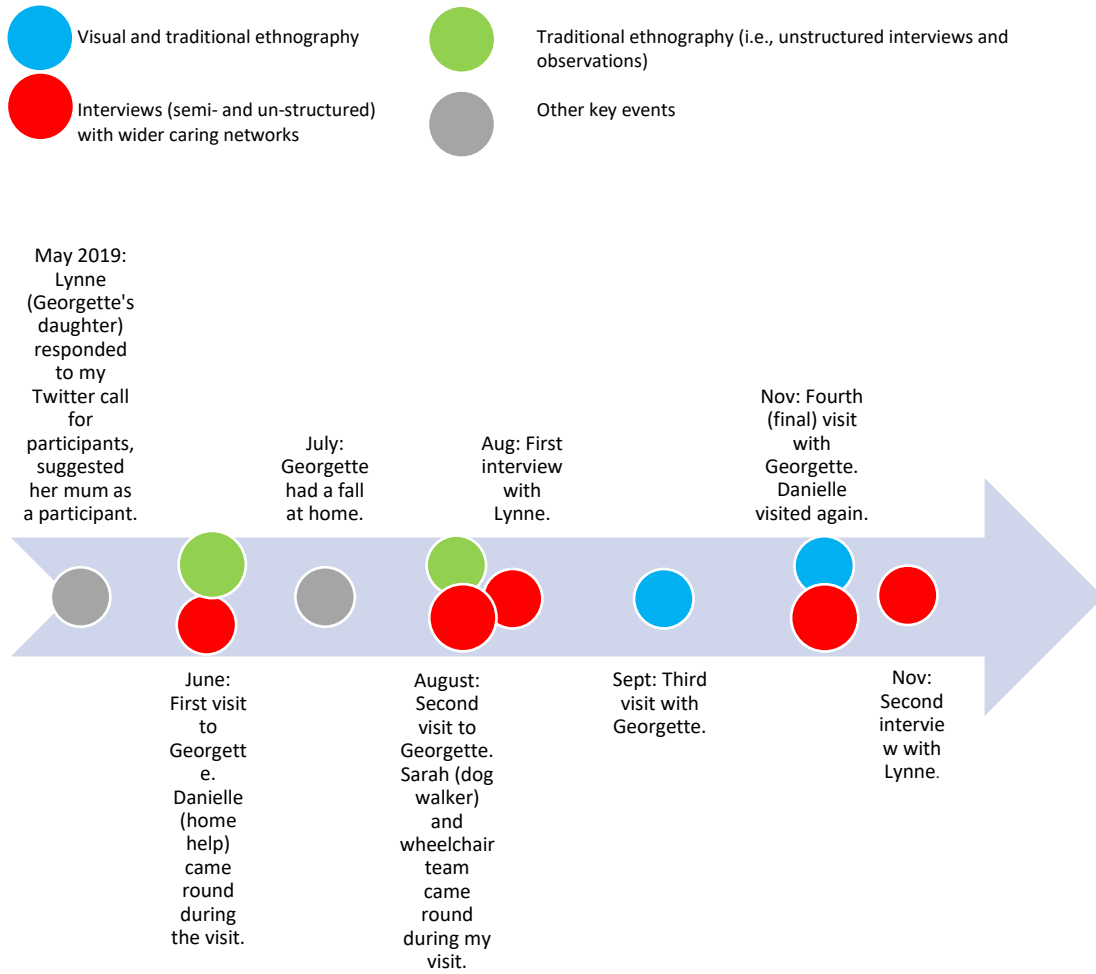 Visual and traditional ethnography
Traditional ethnography (i.e., unstructured interviews and
observations)
Interviews (semi- and un-structured)
with wider caring networks
Other key events
May 2019:
Lynne
(Georgette's
daughter)
responded
to my
Twitter call
for
participants,
suggested
her mum as
a participant.
July:
Georgette
had a fall
at home.
Aug: First
interview
with
Lynne.
Nov: Fourth
(final) visit
with
Georgette.
Danielle
visited again.
June:
First visit
to
Georgett
e.
Danielle
(home
help)
came
round
during
the visit.
August:
Second
visit to
Georgette.
Sarah (dog
walker)
and
wheelchair
team
came
round
during my
visit.
Sept: Third
visit with
Georgette.
Nov:
Second
intervie
w with
Lynne.